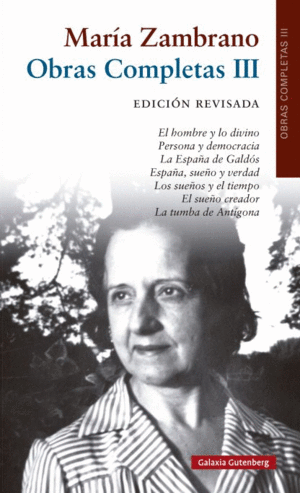 María Zambrano
Obras Completas III
EDICIÓN REVISADA
El hombre y lo divino
Persona y democracia
La España de Galdós
España, sueño y verdad
Los sueños y el tiempo
El sueño creador
La tumba de Antígona
OBRAS COMPLETAS III
Galaxia Gutenberg